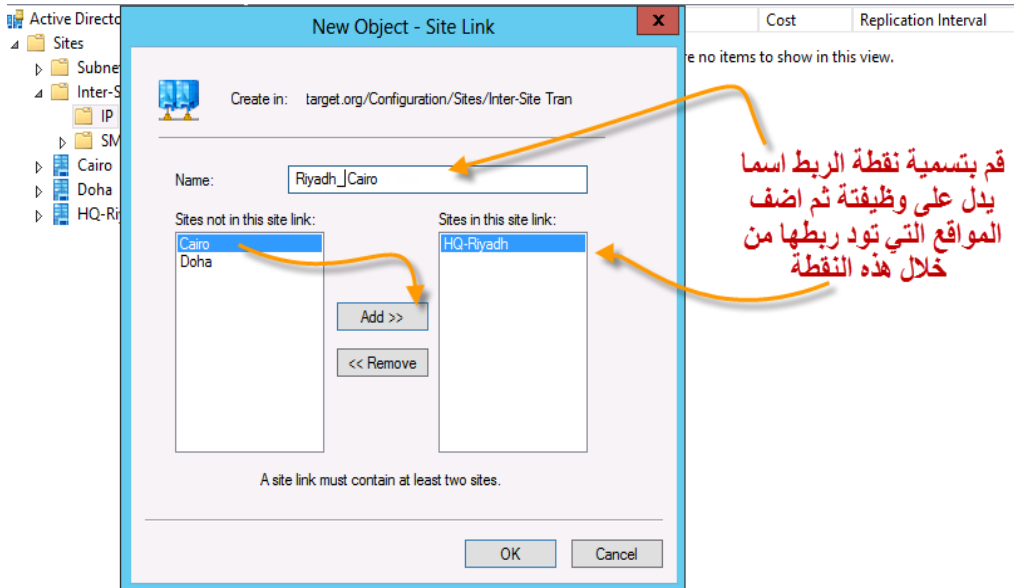 Active Directo
New Object - Site Link
x
Cost
Replication Interval
Sites
re no items to show in this view.
Subne
Inter-S
IP
SM
Cairo
Doha
HQ-Ri
Create in: target.org/Configuration/Sites/Inter-Site Tran
Name: Riyadh_Cairo
Sites not in this site link:
Sites in this site link:
Cairo
Doha
HQ-Riyadh
Add >>
<< Remove
A site link must contain at least two sites.
OK
Cancel
قم بتسمية نقطة الربط اسما
يدل على وظيفتة ثم اضف
المواقع التي تود ربطها من
خلال هذه النقطة